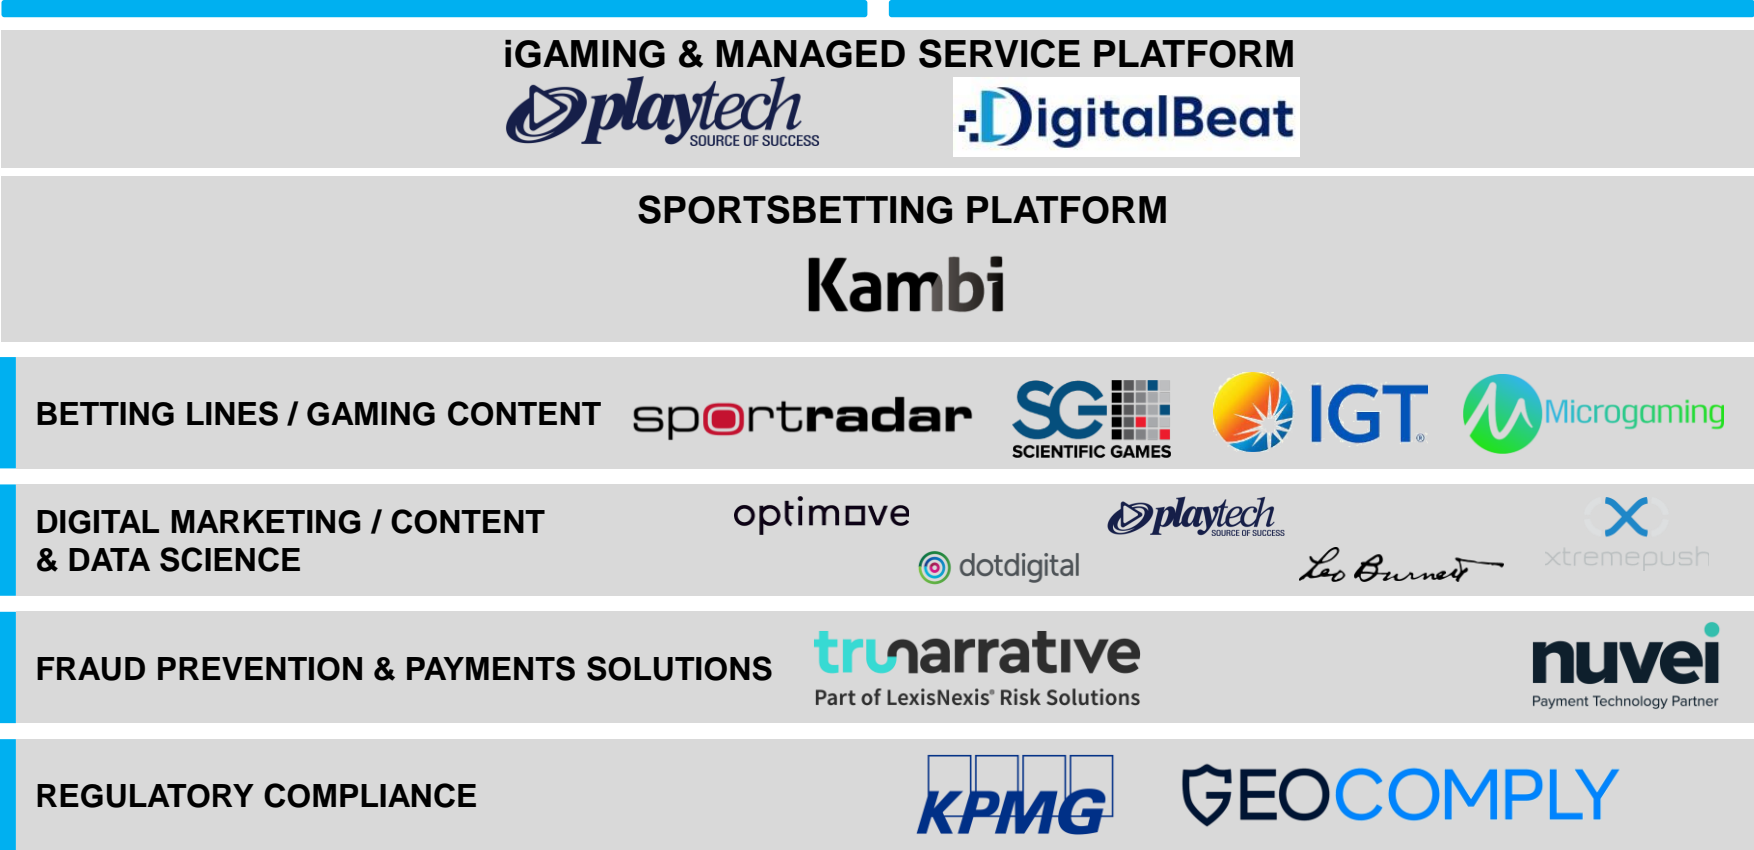 iGAMING & MANAGED SERVICE PLATFORM
playtech
SOURCE OF SUCCESS
DigitalBeat
SPORTSBETTING PLATFORM
Kambi
BETTING LINES / GAMING CONTENT
sportradar
SG
SCIENTIFIC GAMES
IGT®
Microgaming
DIGITAL MARKETING / CONTENT
& DATA SCIENCE
optimove
playtech
SOURCE OF SUCCESS
dotdigital
Leo Burnett
xtremepush
FRAUD PREVENTION & PAYMENTS SOLUTIONS
trunarrative
Part of LexisNexis® Risk Solutions
nuvei
Payment Technology Partner
REGULATORY COMPLIANCE
KPMG
GEOCOMPLY